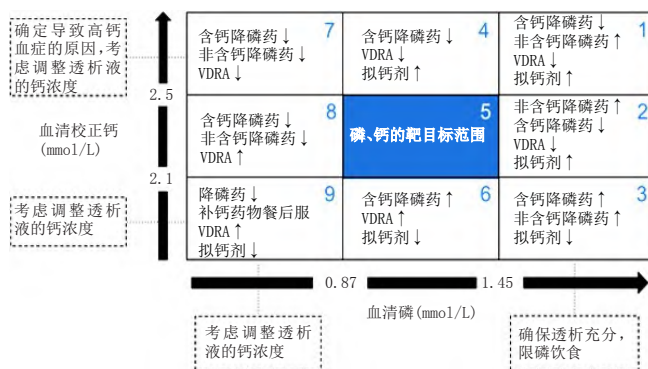 确定导致高钙
血症的原因,考
虑调整透析液
的钙浓度
2.5
血清校正钙
(mmol/L)
2.1
考虑调整透析
液的钙浓度
7
含钙降磷药↓
非含钙降磷药↓
VDRA↓
4
含钙降磷药↓
VDRA↓
拟钙剂↑
1
含钙降磷药↓
非含钙降磷药↑
VDRA↓
拟钙剂↑
8
含钙降磷药↓
非含钙降磷药↓
VDRA↑
5
磷、钙的靶目标范围
2
非含钙降磷药↑
含钙降磷药↓
VDRA↓
拟钙剂↑
9
降磷药↓
补钙药物餐后服
VDRA↑
拟钙剂↓
6
含钙降磷药↑
VDRA↑
拟钙剂↓
3
含钙降磷药↑
非含钙降磷药↑
拟钙剂↓
0.87
1.45
血清磷(mmol/L)
考虑调整透析
液的钙浓度
确保透析充分,
限磷饮食